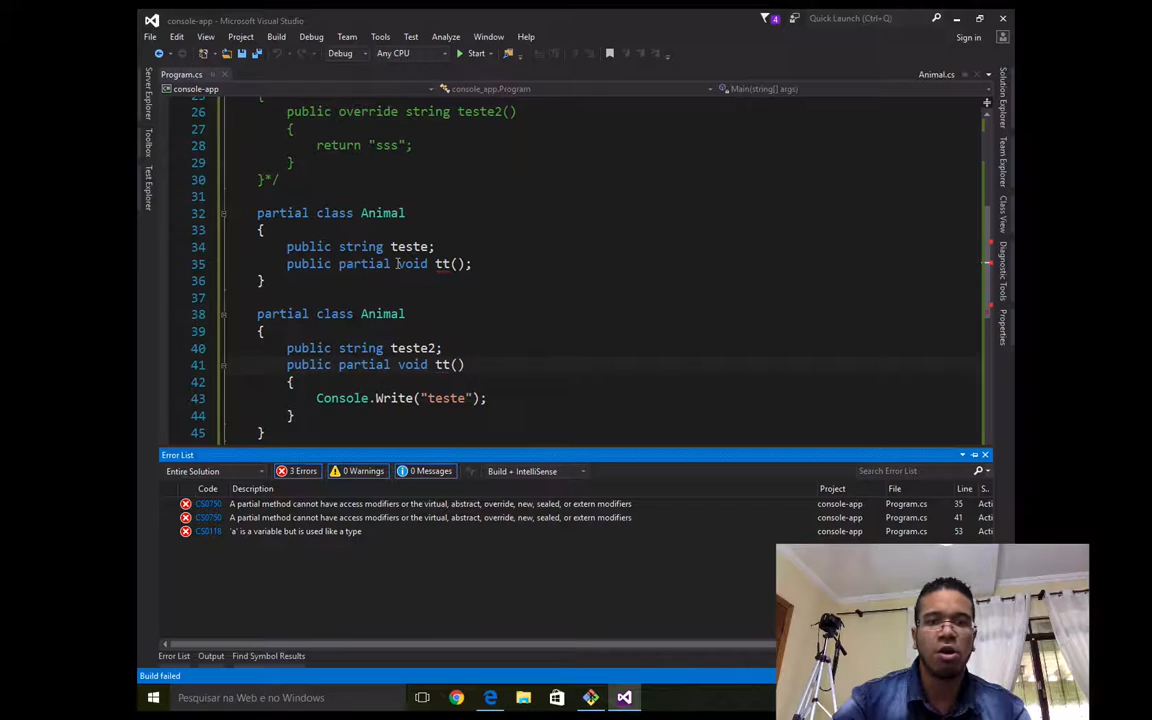 console-app - Microsoft Visual Studio
4
Quick Launch (Ctrl+Q)
File Edit View Project Build Debug Team Tools Test Analyze Window Help
Sign in
Debug Any CPU Start
Program.cs
Animal.cs
console-app
console_app.Program
Main(string[] args)
Server Explorer
Toolbox
Test Explorer
Solution Explorer
Team Explorer
Class View
Diagnostic Tools
Properties
25 {
26 public override string teste2()
27 {
28 return "sss";
29 }
30 }*/
31
32 partial class Animal
33 {
34 public string teste;
35 public partial void tt();
36 }
37
38 partial class Animal
39 {
40 public string teste2;
41 public partial void tt()
42 {
43 Console.Write("teste");
44 }
45 }
Error List
Entire Solution 3 Errors 0 Warnings 0 Messages Build + IntelliSense Search Error List
Code Description Project File Line S..
CS0750 A partial method cannot have access modifiers or the virtual, abstract, override, new, sealed, or extern modifiers console-app Program.cs 35 Acti
CS0750 A partial method cannot have access modifiers or the virtual, abstract, override, new, sealed, or extern modifiers console-app Program.cs 41 Acti
CS0118 'a' is a variable but is used like a type console-app Program.cs 53 Acti
Error List Output Find Symbol Results
Build failed
Pesquisar na Web e no Windows